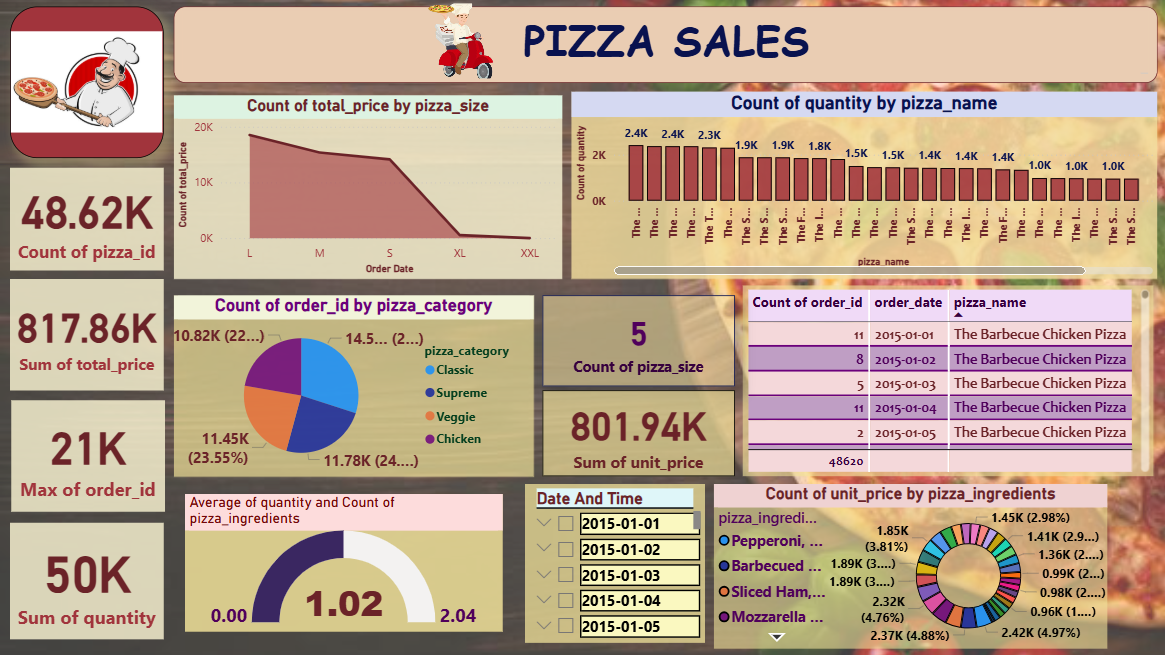 PIZZA SALES
48.62K
Count of pizza_id
817.86K
Sum of total_price
21K
Max of order_id
50K
Sum of quantity
Count of total_price by pizza_size
Count of total_price
20K
10K
0K
L M S XL XXL
Order Date
Count of quantity by pizza_name
Count of quantity
2K
0K
2.4K 2.4K 2.3K 1.9K 1.9K 1.8K 1.5K 1.5K 1.4K 1.4K 1.4K 1.0K 1.0K 1.0K
The ... The ... The ... The ... The T... The ... The S... The S... The S... The F... The I... The ... The ... The ... The ... The S... The ... The ... The I... The ... The F... The ... The ... The ... The I... The ... The S... The S...
pizza_name
Count of order_id by pizza_category
10.82K (22...)
14.5... (2...)
11.45K
(23.55%)
11.78K (24....)
pizza_category
Classic
Supreme
Veggie
Chicken
5
Count of pizza_size
801.94K
Sum of unit_price
Count of order_id order_date pizza_name
11 2015-01-01 The Barbecue Chicken Pizza
8 2015-01-02 The Barbecue Chicken Pizza
5 2015-01-03 The Barbecue Chicken Pizza
11 2015-01-04 The Barbecue Chicken Pizza
2 2015-01-05 The Barbecue Chicken Pizza
48620
Average of quantity and Count of
pizza_ingredients
0.00
1.02
2.04
Date And Time
2015-01-01
2015-01-02
2015-01-03
2015-01-04
2015-01-05
Count of unit_price by pizza_ingredients
pizza_ingredi...
Pepperoni, ...
Barbecued ...
Sliced Ham,...
Mozzarella ...
1.85K
(3.81%)
1.89K (3....)
1.89K (3....)
2.32K
(4.76%)
2.37K (4.88%)
1.45K (2.98%)
1.41K (2.9...)
1.36K (2....)
0.99K (2...)
0.98K (2....)
0.96K (1....)
2.42K (4.97%)